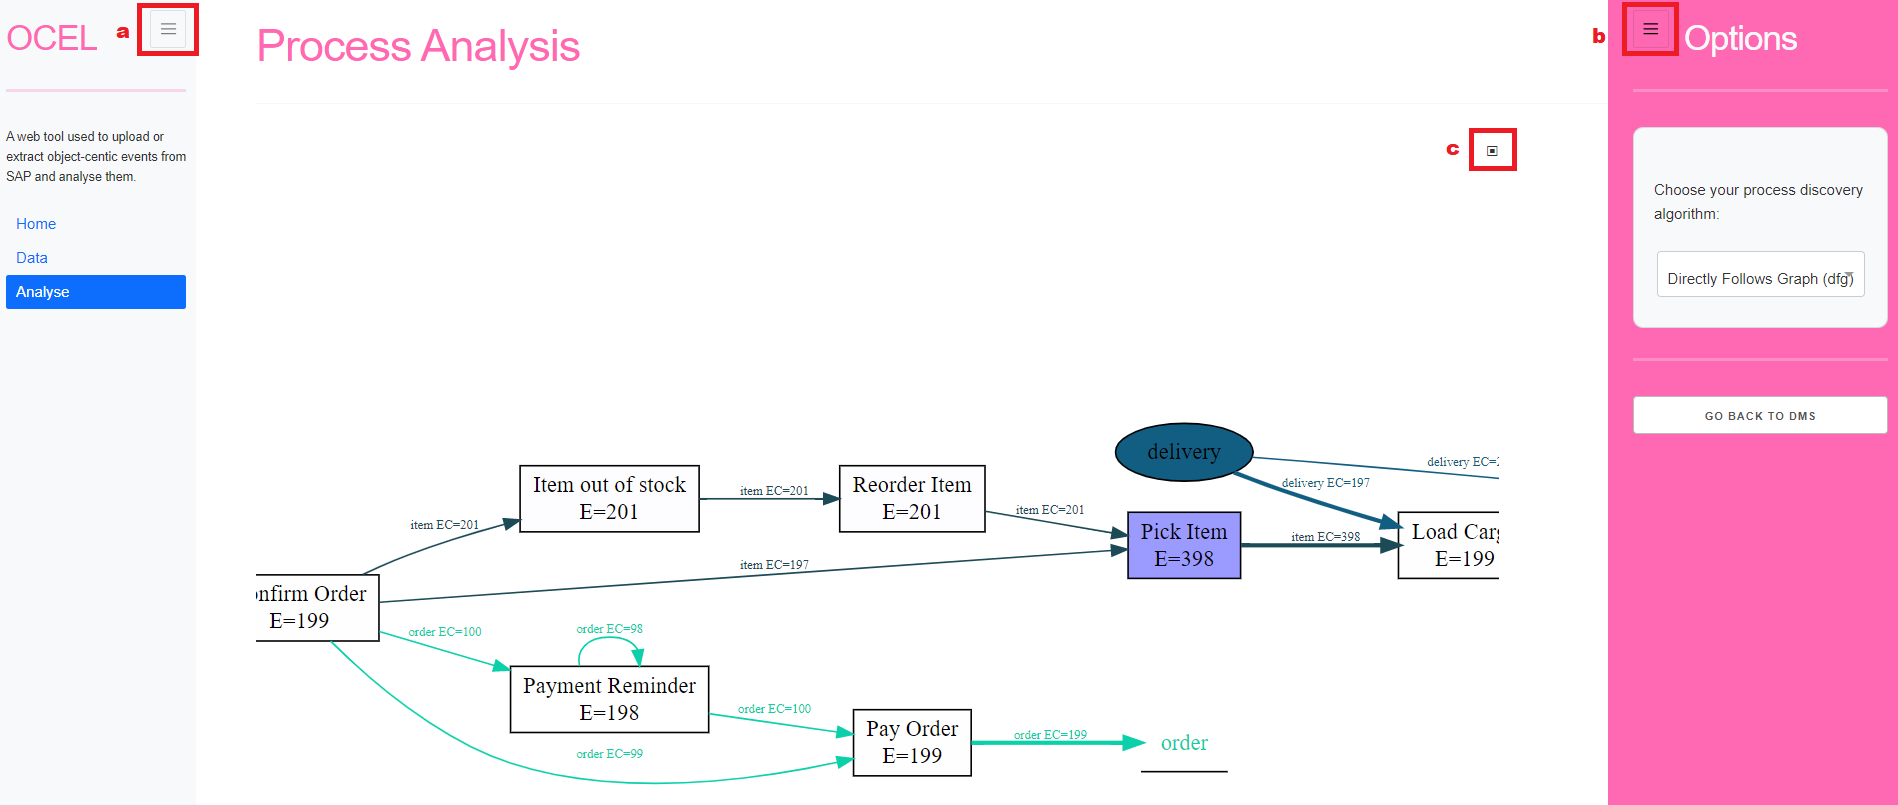 OCEL
a
A web tool used to upload or
extract object-centic events from
SAP and analyse them.
Home
Data
Analyse
Process Analysis
c
delivery
delivery EC=
delivery EC=197
Item out of stock
E=201
item EC=201
Reorder Item
E=201
item EC=201
item EC=201
Pick Item
E=398
item EC=398
Load Carg
E=199
item EC=197
nfirm Order
E=199
order EC=100
order EC=98
Payment Reminder
E=198
order EC=100
order EC=99
Pay Order
E=199
order EC=199
order
b
Options
Choose your process discovery
algorithm:
Directly Follows Graph (dfg)
GO BACK TO DMS